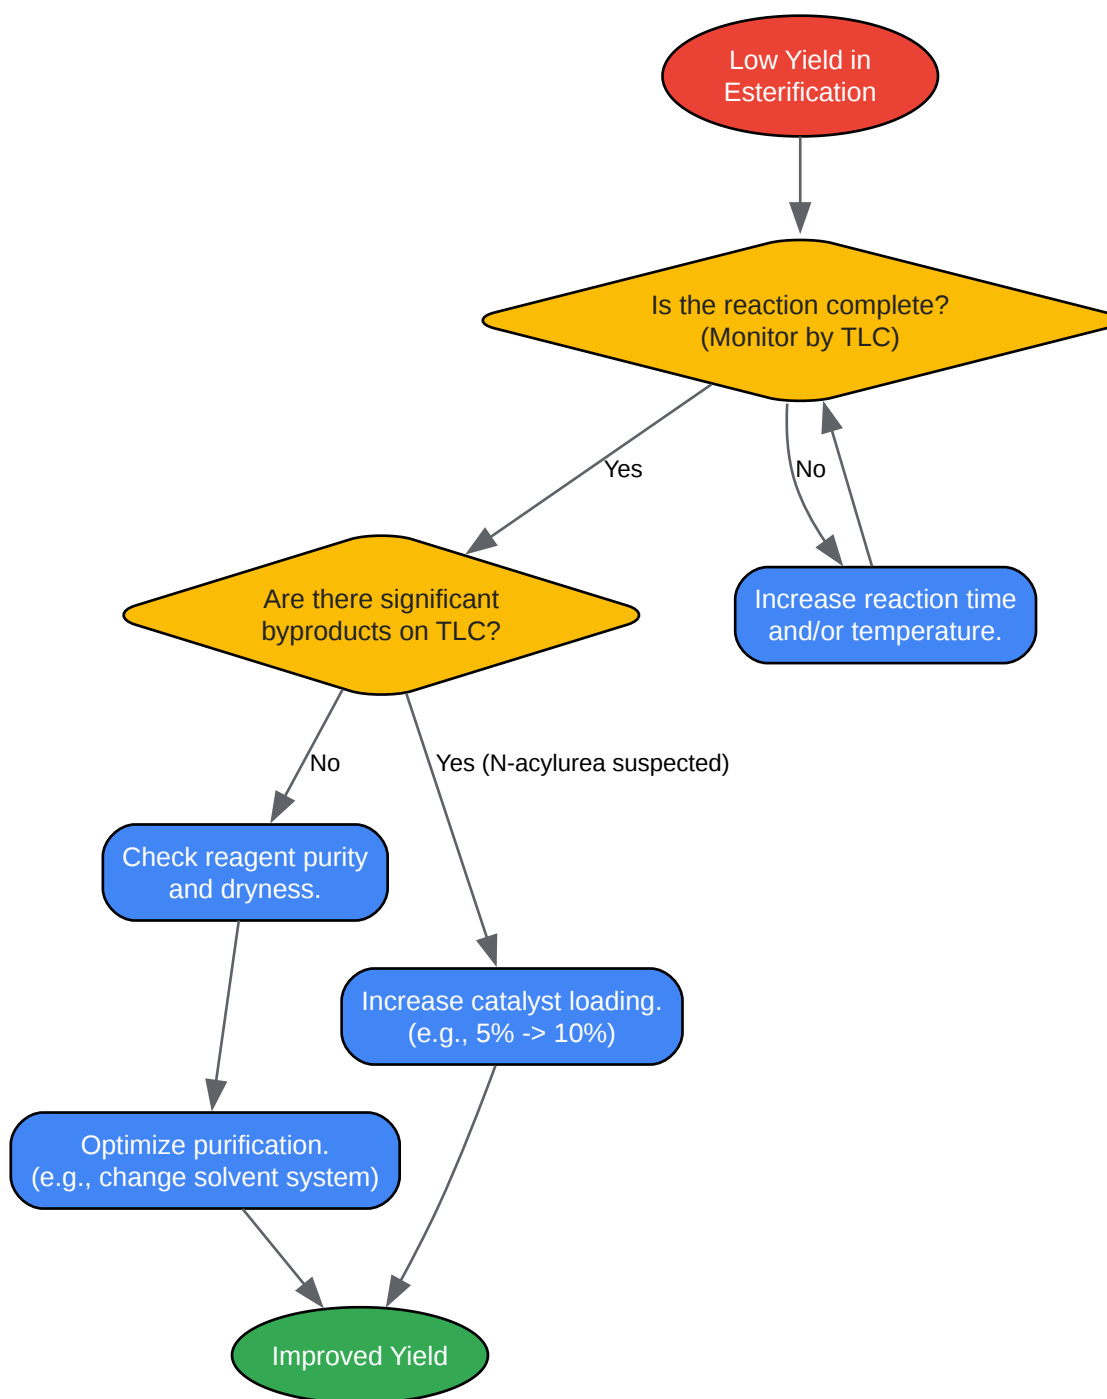 Low Yield in
Esterification
Is the reaction complete?
(Monitor by TLC)
Yes
No
Are there significant
byproducts on TLC?
Increase reaction time
and/or temperature.
No
Yes (N-acylurea suspected)
Check reagent purity
and dryness.
Increase catalyst loading.
(e.g., 5% -> 10%)
Optimize purification.
(e.g., change solvent system)
Improved Yield